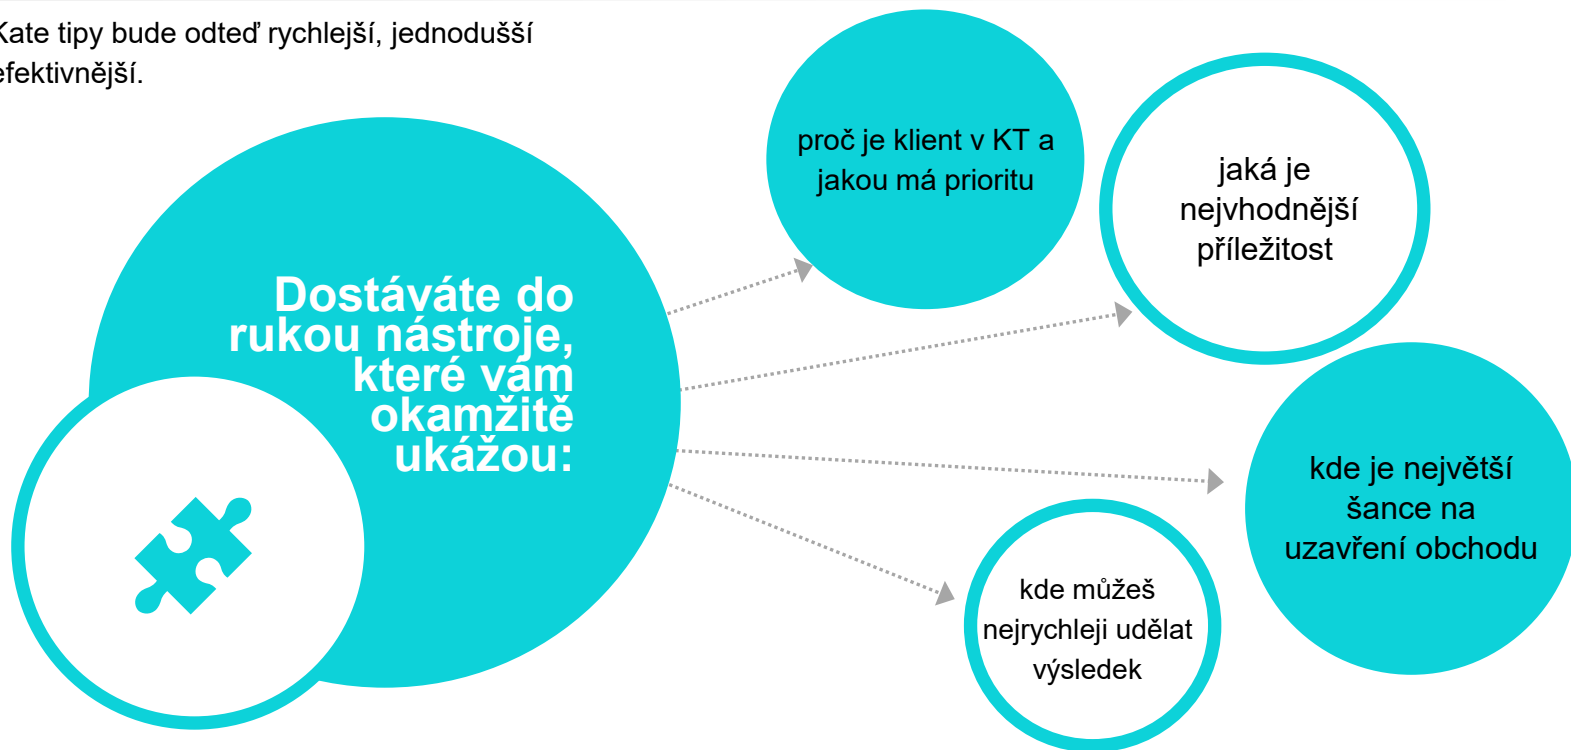 Kate tipy bude odteď rychlejší, jednodušší
efektivnější.
Dostáváte do
rukou nástroje,
které vám
okamžitě
ukážou:
proč je klient v KT a
jakou má prioritu
jaká je
nejvhodnější
příležitost
kde je největší
šance na
uzavření obchodu
kde můžeš
nejrychleji udělat
výsledek